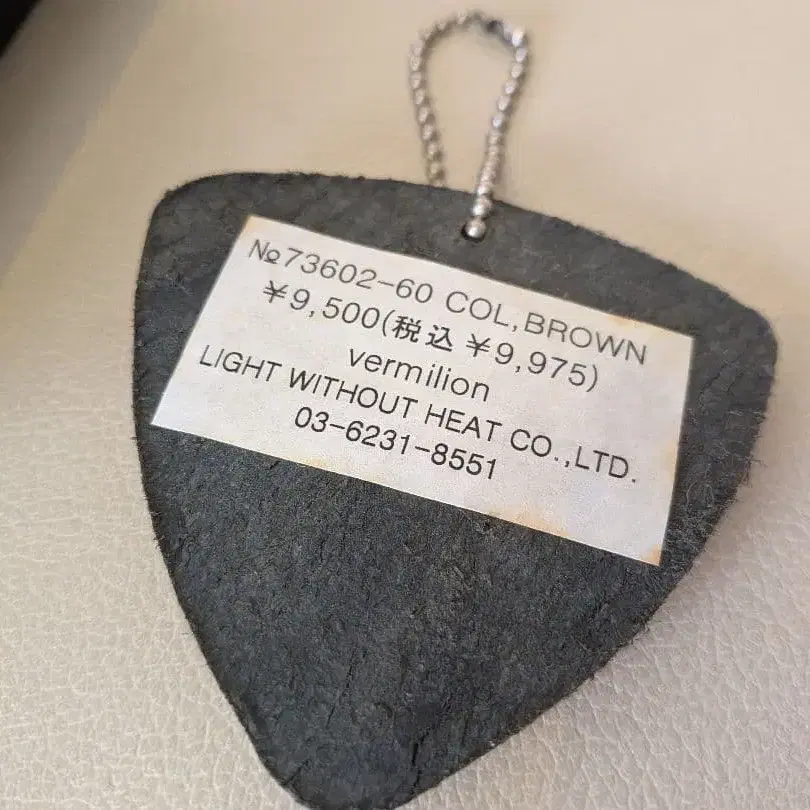 №73602-60 COL,BROWN
￥9,500(税込￥9,975)
vermilion
LIGHT WITHOUT HEAT CO.,LTD.
03-6231-8551